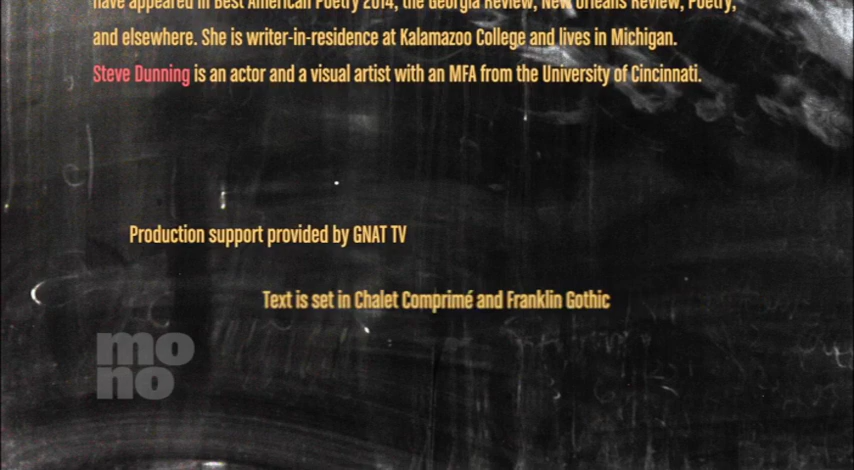 have appeared in Best American Poetry 2014, the Georgia Review, New Orleans Review, Poetry,
and elsewhere. She is writer-in-residence at Kalamazoo College and lives in Michigan.
Steve Dunning is an actor and a visual artist with an MFA from the University of Cincinnati.
Production support provided by GNAT TV
Text is set in Chalet Comprimé and Franklin Gothic
mo
no